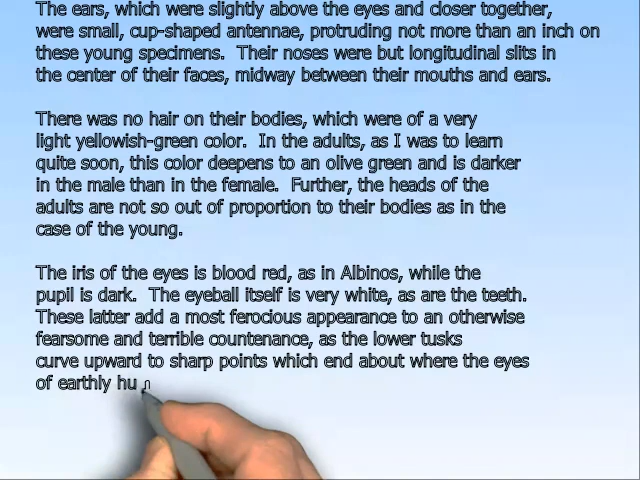 The ears, which were slightly above the eyes and closer together,
were small, cup-shaped antennae, protruding not more than an inch on
these young specimens.  Their noses were but longitudinal slits in
the center of their faces, midway between their mouths and ears.

There was no hair on their bodies, which were of a very
light yellowish-green color.  In the adults, as I was to learn
quite soon, this color deepens to an olive green and is darker
in the male than in the female.  Further, the heads of the
adults are not so out of proportion to their bodies as in the
case of the young.

The iris of the eyes is blood red, as in Albinos, while the
pupil is dark.  The eyeball itself is very white, as are the teeth.
These latter add a most ferocious appearance to an otherwise
fearsome and terrible countenance, as the lower tusks
curve upward to sharp points which end about where the eyes
of earthly hu